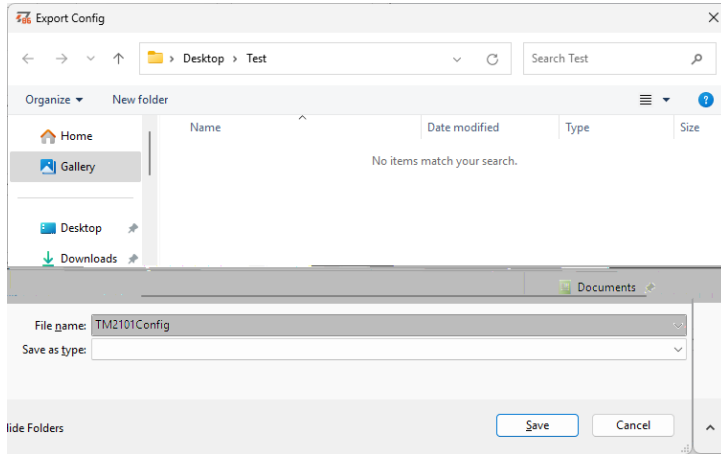 Export Config
Desktop > Test
Search Test
Organize
New folder
Home
Gallery
Desktop
Downloads
Name
Date modified
Type
Size
No items match your search.
Documents
File name: TM2101Config
Save as type:
lide Folders
Save
Cancel